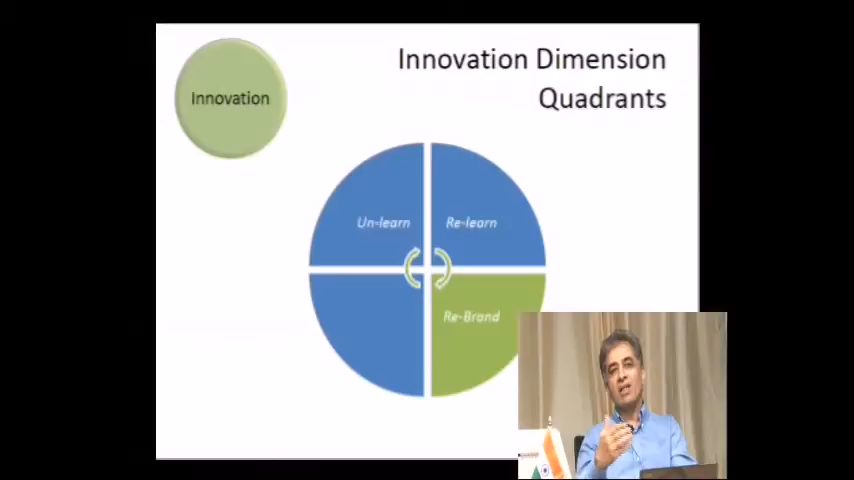 Innovation
Innovation Dimension
Quadrants
Un-learn
Re-learn
Re-Brand